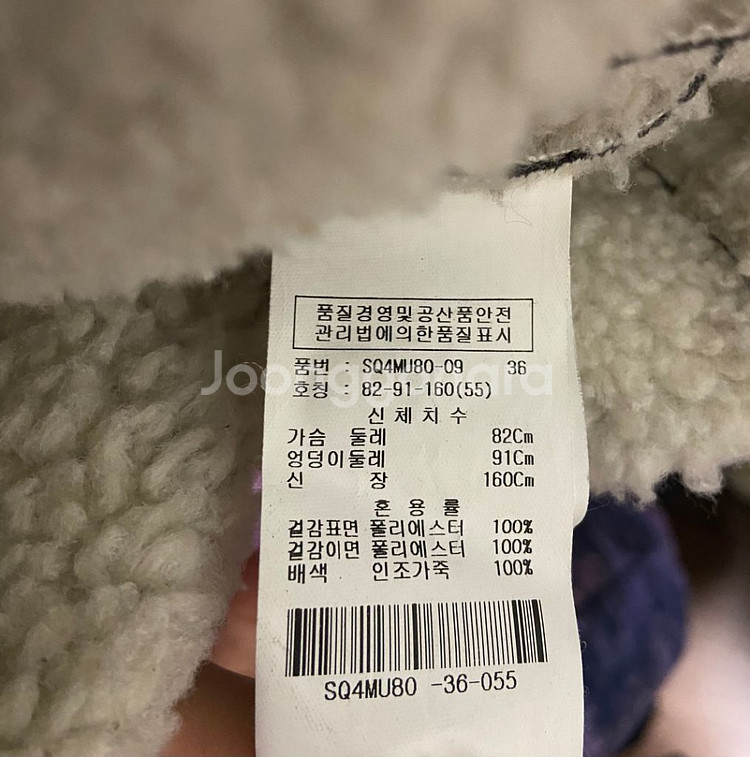 품질경영및공산품안전
관리법에의한품질표시
품번 : SQ4MU80-09 36
호칭 : 82-91-160(55)
신체치수
가슴 둘레 82Cm
엉덩이둘레 91Cm
신 장 160Cm
혼용률
겉감표면 폴리에스터 100%
겉감이면 폴리에스터 100%
배색 인조가죽 100%
SQ4MU80 -36-055
Joonggonara